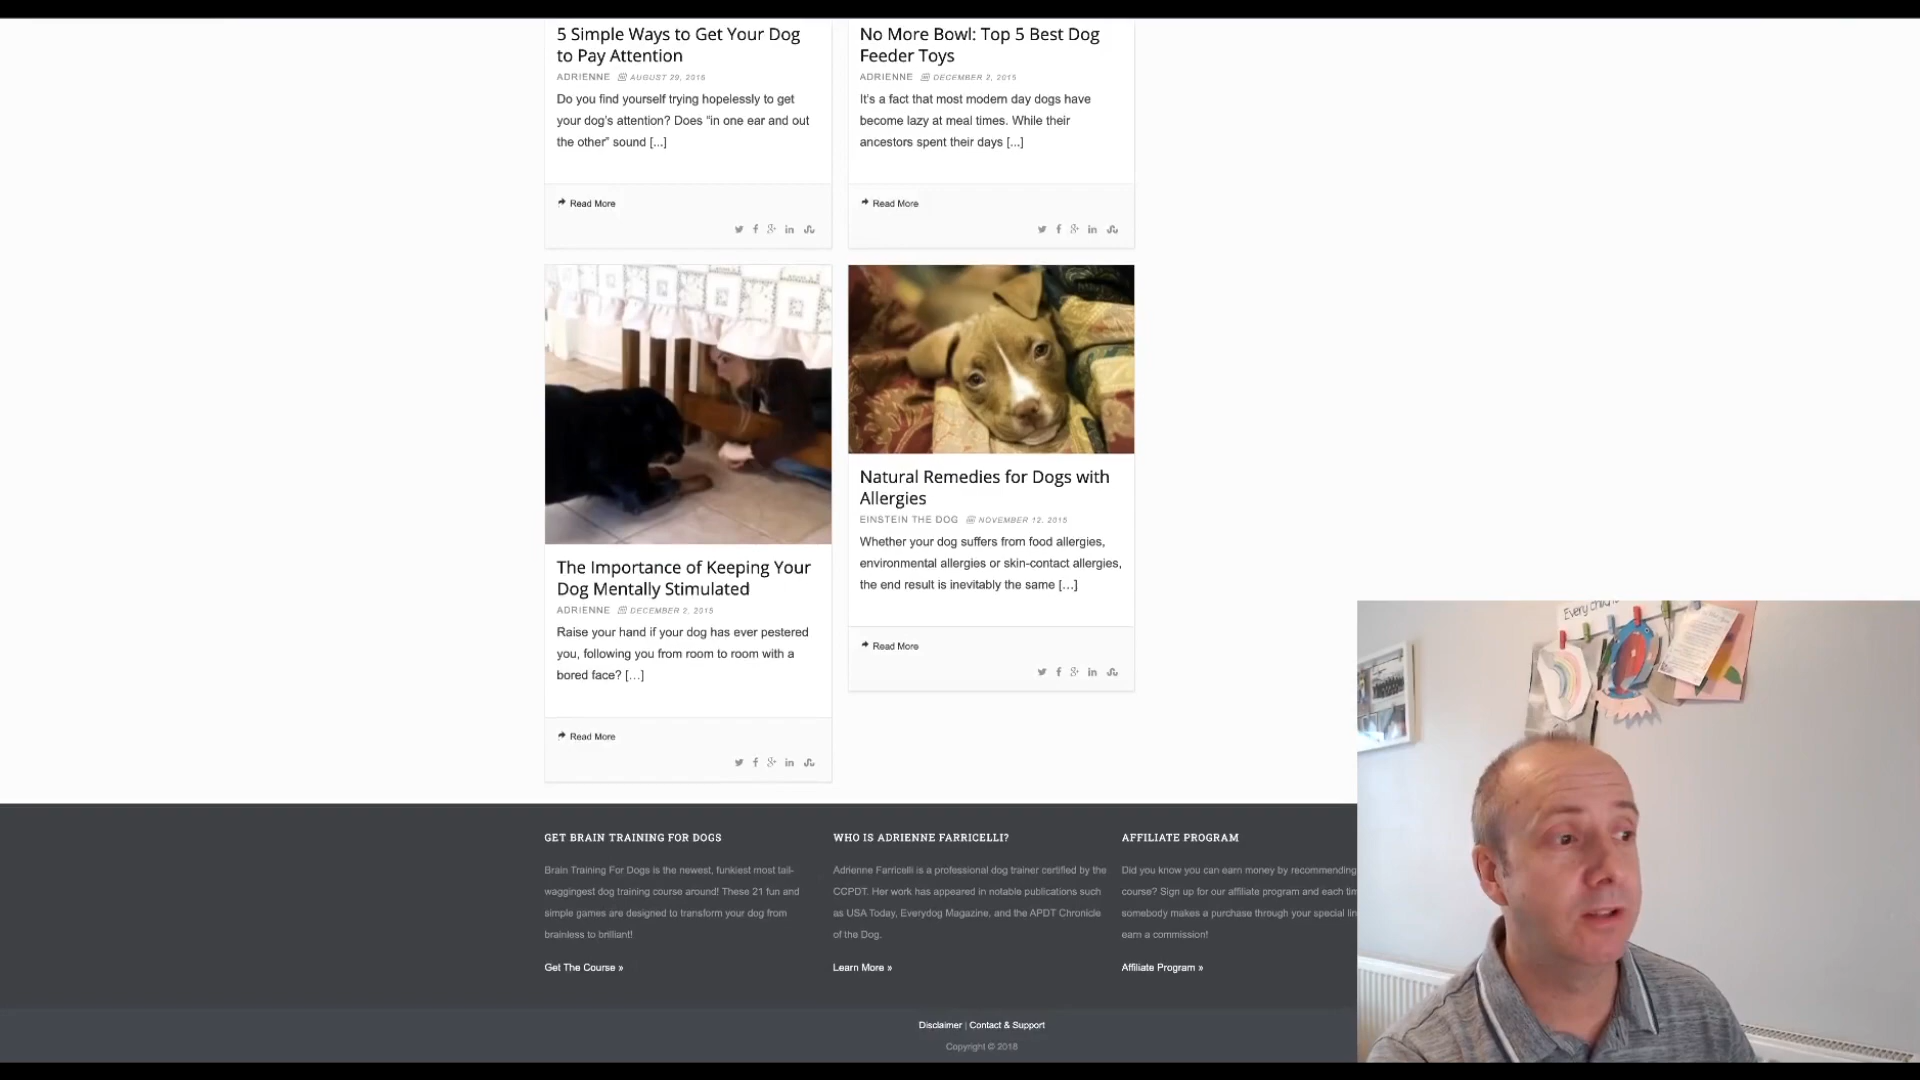 5 Simple Ways to Get Your Dog
to Pay Attention
ADRIENNE AUGUST 29, 2015
Do you find yourself trying hopelessly to get
your dog's attention? Does “in one ear and out
the other” sound [...]
Read More
No More Bowl: Top 5 Best Dog
Feeder Toys
ADRIENNE DECEMBER 2, 2015
It's a fact that most modern day dogs have
become lazy at meal times. While their
ancestors spent their days [...]
Read More
The Importance of Keeping Your
Dog Mentally Stimulated
ADRIENNE DECEMBER 2, 2015
Raise your hand if your dog has ever pestered
you, following you from room to room with a
bored face? [...]
Read More
Natural Remedies for Dogs with
Allergies
EINSTEIN THE DOG NOVEMBER 12, 2015
Whether your dog suffers from food allergies,
environmental allergies or skin-contact allergies,
the end result is inevitably the same [...]
Read More
Every
GET BRAIN TRAINING FOR DOGS
Brain Training For Dogs is the newest, funkiest most tail-
waggingest dog training course around! These 21 fun and
simple games are designed to transform your dog from
brainless to brilliant!
Get The Course »
WHO IS ADRIENNE FARRICELLI?
Adrienne Farricelli is a professional dog trainer certified by the
CCPDT. Her work has appeared in notable publications such
as USA Today, Everydog Magazine, and the APDT Chronicle
of the Dog.
Learn More »
AFFILIATE PROGRAM
Did you know you can earn money by recommending
course? Sign up for our affiliate program and each
somebody makes a purchase through your special
earn a commission!
Affiliate Program »
Disclaimer | Contact & Support
Copyright © 2018